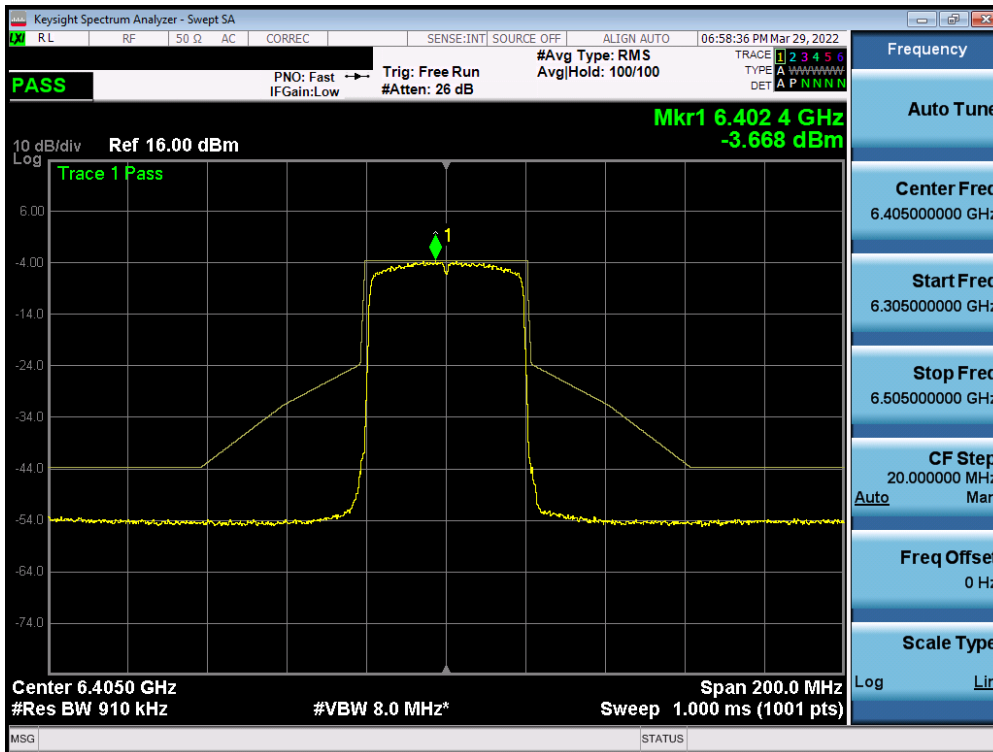 Keysight Spectrum Analyzer - Swept SA
LXI RL RF 50 Ω AC CORREC SENSE:INT SOURCE OFF ALIGN AUTO 06:58:36 PM Mar 29, 2022
PASS
PNO: Fast
IFGain:Low
Trig: Free Run
#Atten: 26 dB
#Avg Type: RMS
Avg|Hold: 100/100
TRACE 1 2 3 4 5 6
TYPE A WWWWW
DET A P N N N N
Mkr1 6.402 4 GHz
-3.668 dBm
10 dB/div
Log
Ref 16.00 dBm
Trace 1 Pass
1
6.00
-4.00
-14.0
-24.0
-34.0
-44.0
-54.0
-64.0
-74.0
Center 6.4050 GHz
#Res BW 910 kHz
#VBW 8.0 MHz*
Span 200.0 MHz
Sweep 1.000 ms (1001 pts)
MSG
STATUS
Frequency
Auto Tune
Center Freq
6.405000000 GHz
Start Freq
6.305000000 GHz
Stop Freq
6.505000000 GHz
CF Step
20.000000 MHz
Auto Man
Freq Offset
0 Hz
Scale Type
Log Lin